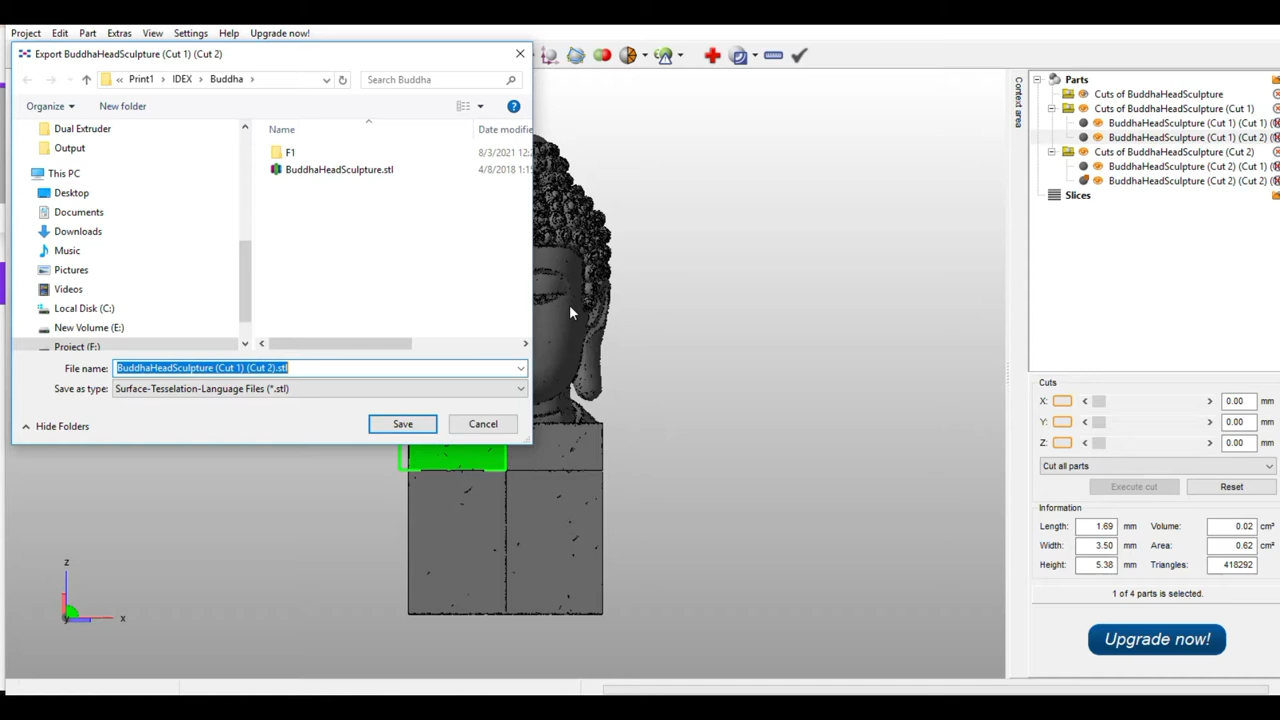 Project Edit Part Extras View Settings Help Upgrade now!
Export BuddhaHeadSculpture (Cut 1) (Cut 2)
« Print1 > IDEX > Buddha >
Search Buddha
Organize
New folder
Dual Extruder
Output
This PC
Desktop
Documents
Downloads
Music
Pictures
Videos
Local Disk (C:)
New Volume (E:)
Project (F:)
Name Date modifie
F1 8/3/2021 12:
BuddhaHeadSculpture.stl 4/8/2018 1:1
File name: BuddhaHeadSculpture (Cut 1) (Cut 2).stl
Save as type: Surface-Tesselation-Language Files (*.stl)
Hide Folders
Save
Cancel
z
x
y
Context area
Parts
Cuts of BuddhaHeadSculpture
Cuts of BuddhaHeadSculpture (Cut 1)
BuddhaHeadSculpture (Cut 1) (Cut 1)
BuddhaHeadSculpture (Cut 1) (Cut 2)
Cuts of BuddhaHeadSculpture (Cut 2)
BuddhaHeadSculpture (Cut 2) (Cut 1)
BuddhaHeadSculpture (Cut 2) (Cut 2)
Slices
Cuts
X: < > 0.00 mm
Y: < > 0.00 mm
Z: < > 0.00 mm
Cut all parts
Execute cut
Reset
Information
Length: 1.69 mm Volume: 0.02 cm³
Width: 3.50 mm Area: 0.62 cm²
Height: 5.38 mm Triangles: 418292
1 of 4 parts is selected.
Upgrade now!